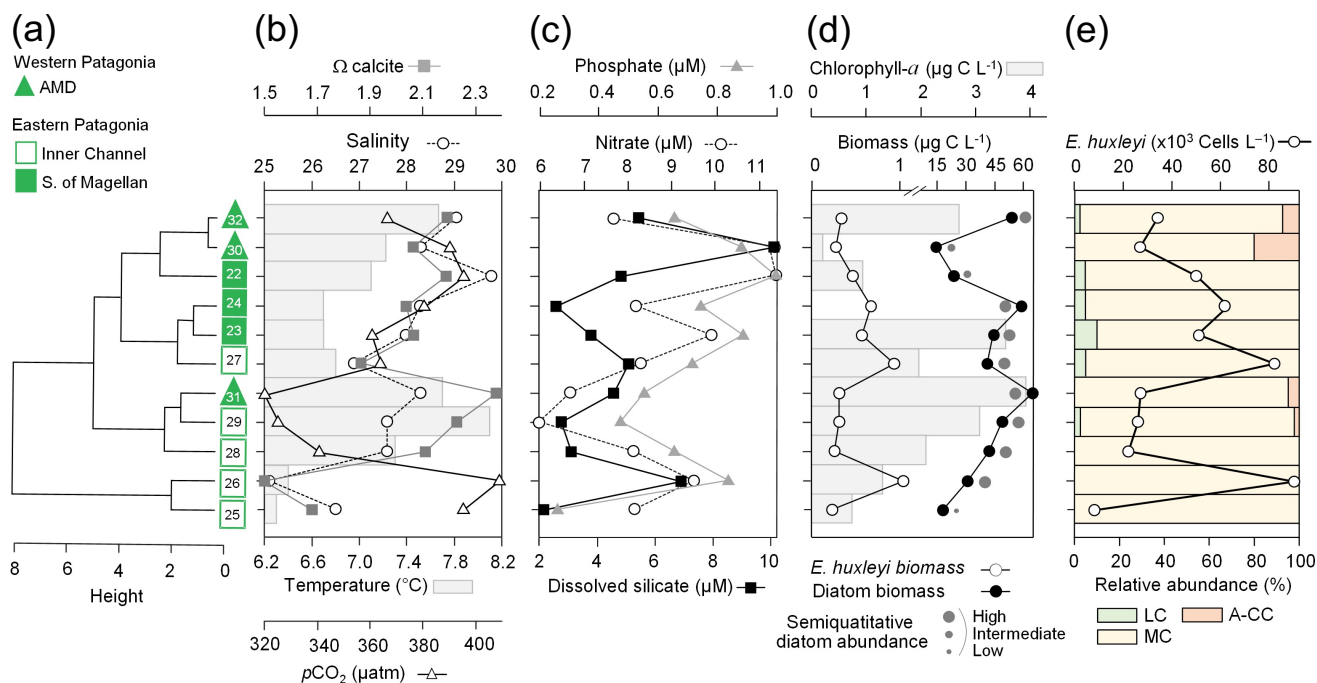 (a)
Western Patagonia
AMD
Eastern Patagonia
Inner Channel
S. of Magellan
32
30
22
24
23
27
31
29
28
26
25
8 6 4 2 0
Height
(b)
Ω calcite
1.5 1.7 1.9 2.1 2.3
Salinity
25 26 27 28 29 30
6.2 6.6 7.0 7.4 7.8 8.2
Temperature (°C)
320 340 360 380 400
pCO2 (µatm)
(c)
Phosphate (µM)
0.2 0.4 0.6 0.8 1.0
Nitrate (µM)
6 7 8 9 10 11
2 4 6 8 10
Dissolved silicate (µM)
(d)
Chlorophyll-a (µg C L-1)
0 1 2 3 4
Biomass (µg C L-1)
0 1 15 30 45 60
E. huxleyi biomass
Diatom biomass
Semiquatitative
diatom abundance
High
Intermediate
Low
(e)
E. huxleyi (x10³ Cells L−1)
0 20 40 60 80
0 20 40 60 80 100
Relative abundance (%)
LC
A-CC
MC